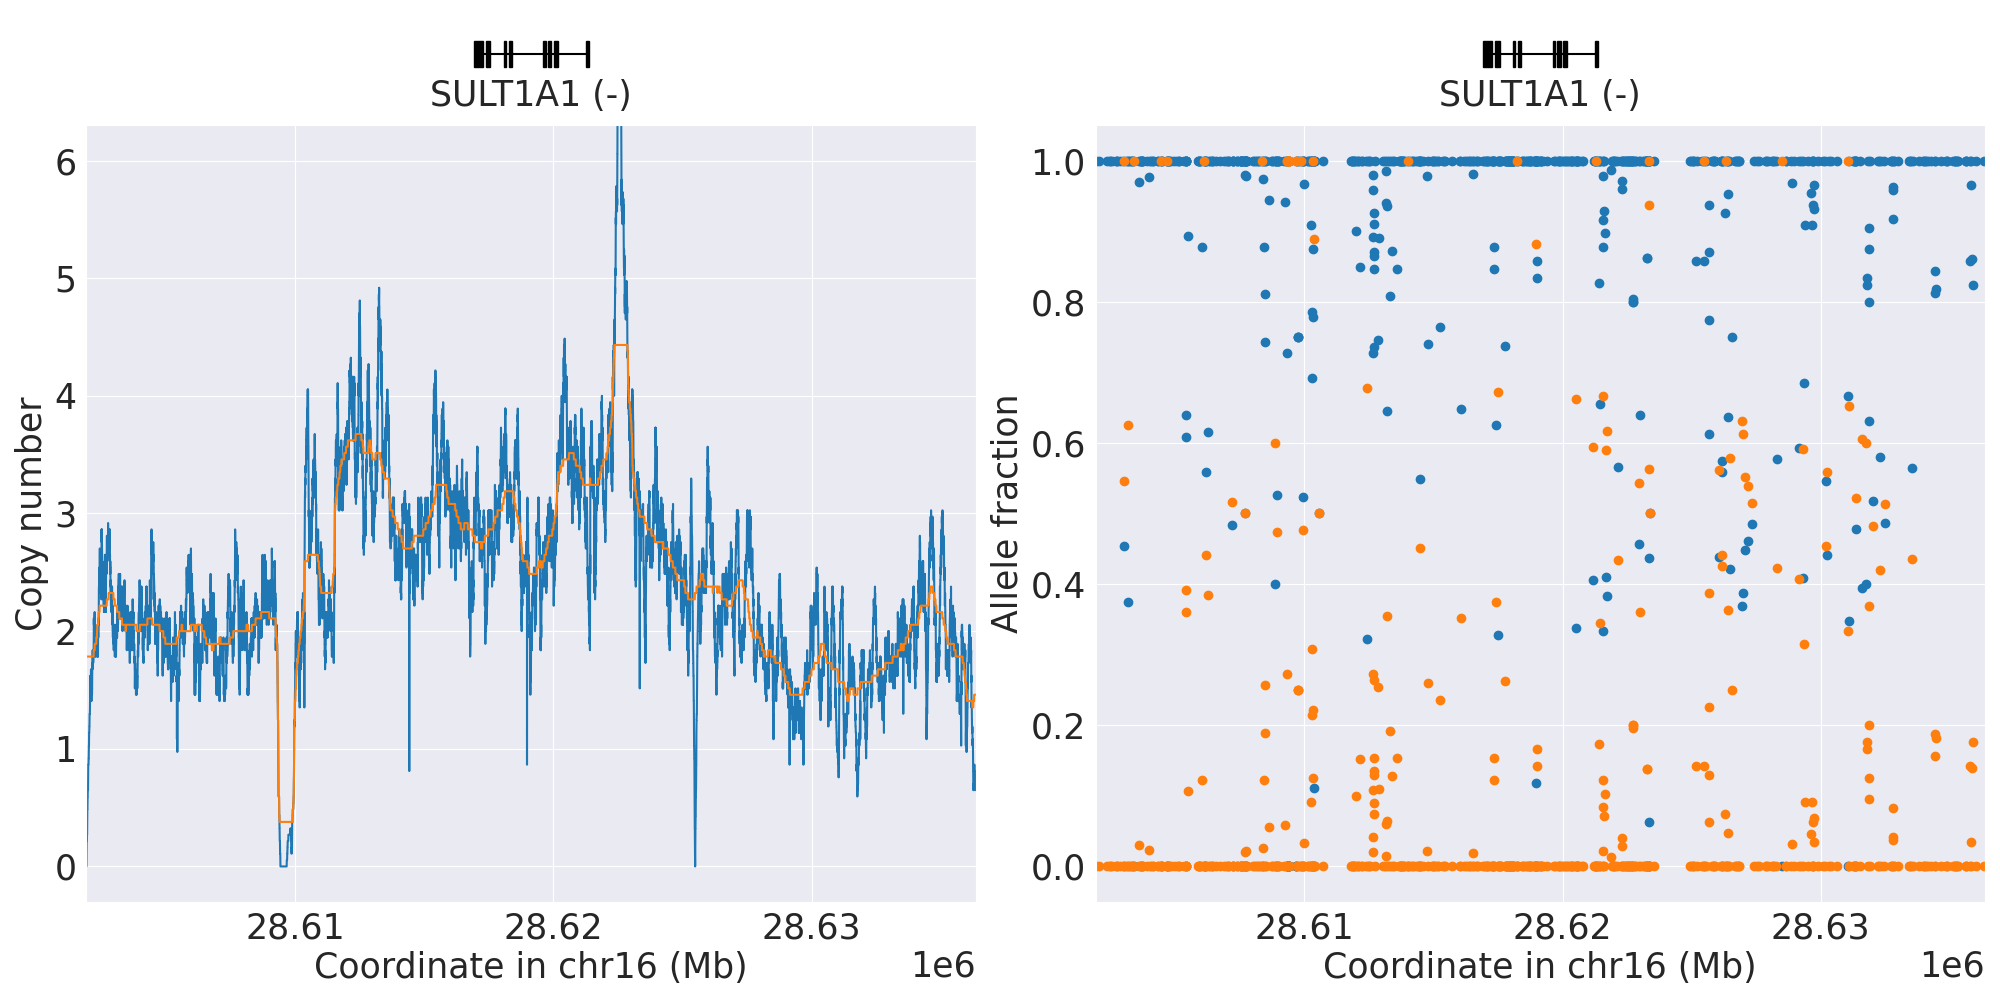 SULT1A1 (-)
6
5
4
3
2
1
0
Copy number
28.61
28.62
28.63
Coordinate in chr16 (Mb)
1e6
SULT1A1 (-)
1.0
0.8
0.6
0.4
0.2
0.0
Allele fraction
28.61
28.62
28.63
Coordinate in chr16 (Mb)
1e6